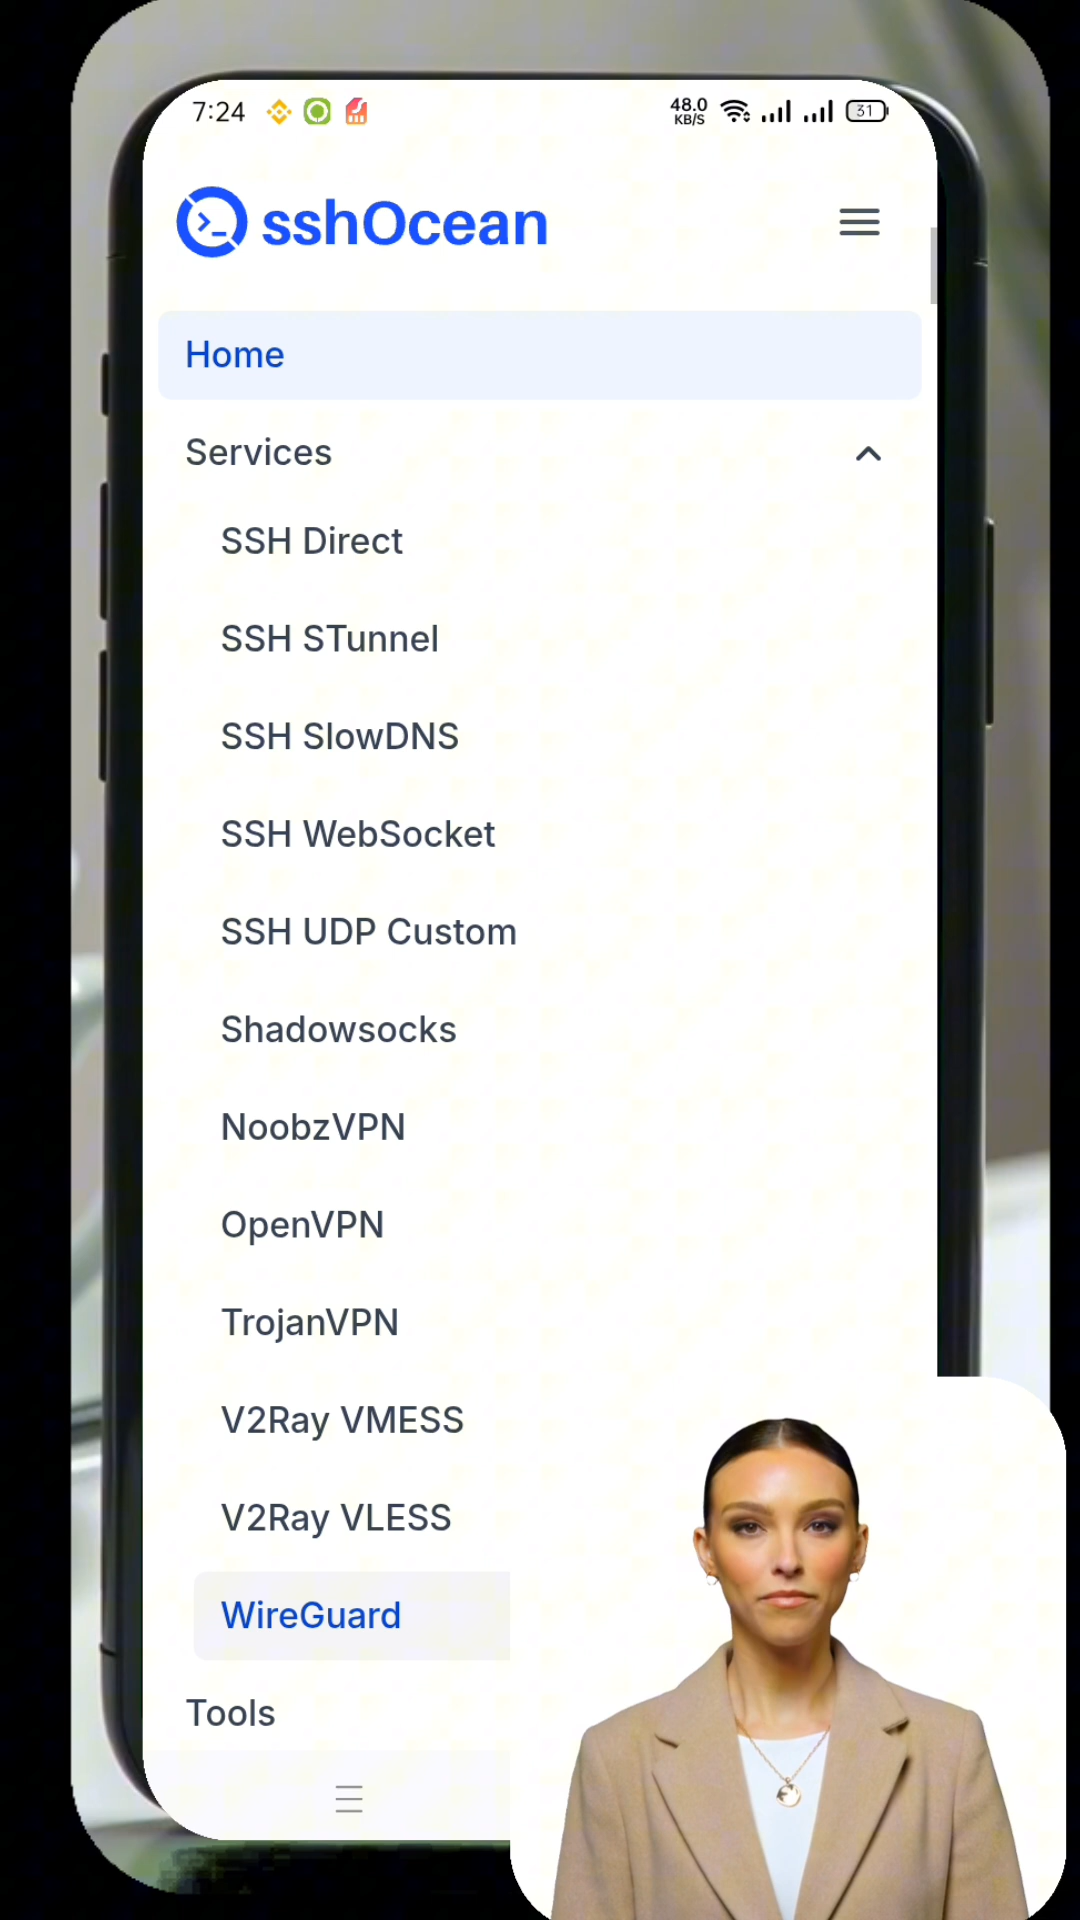 7:24 48.0 KB/S 31
sshOcean
Home
Services
SSH Direct
SSH STunnel
SSH SlowDNS
SSH WebSocket
SSH UDP Custom
Shadowsocks
NoobzVPN
OpenVPN
TrojanVPN
V2Ray VMESS
V2Ray VLESS
WireGuard
Tools